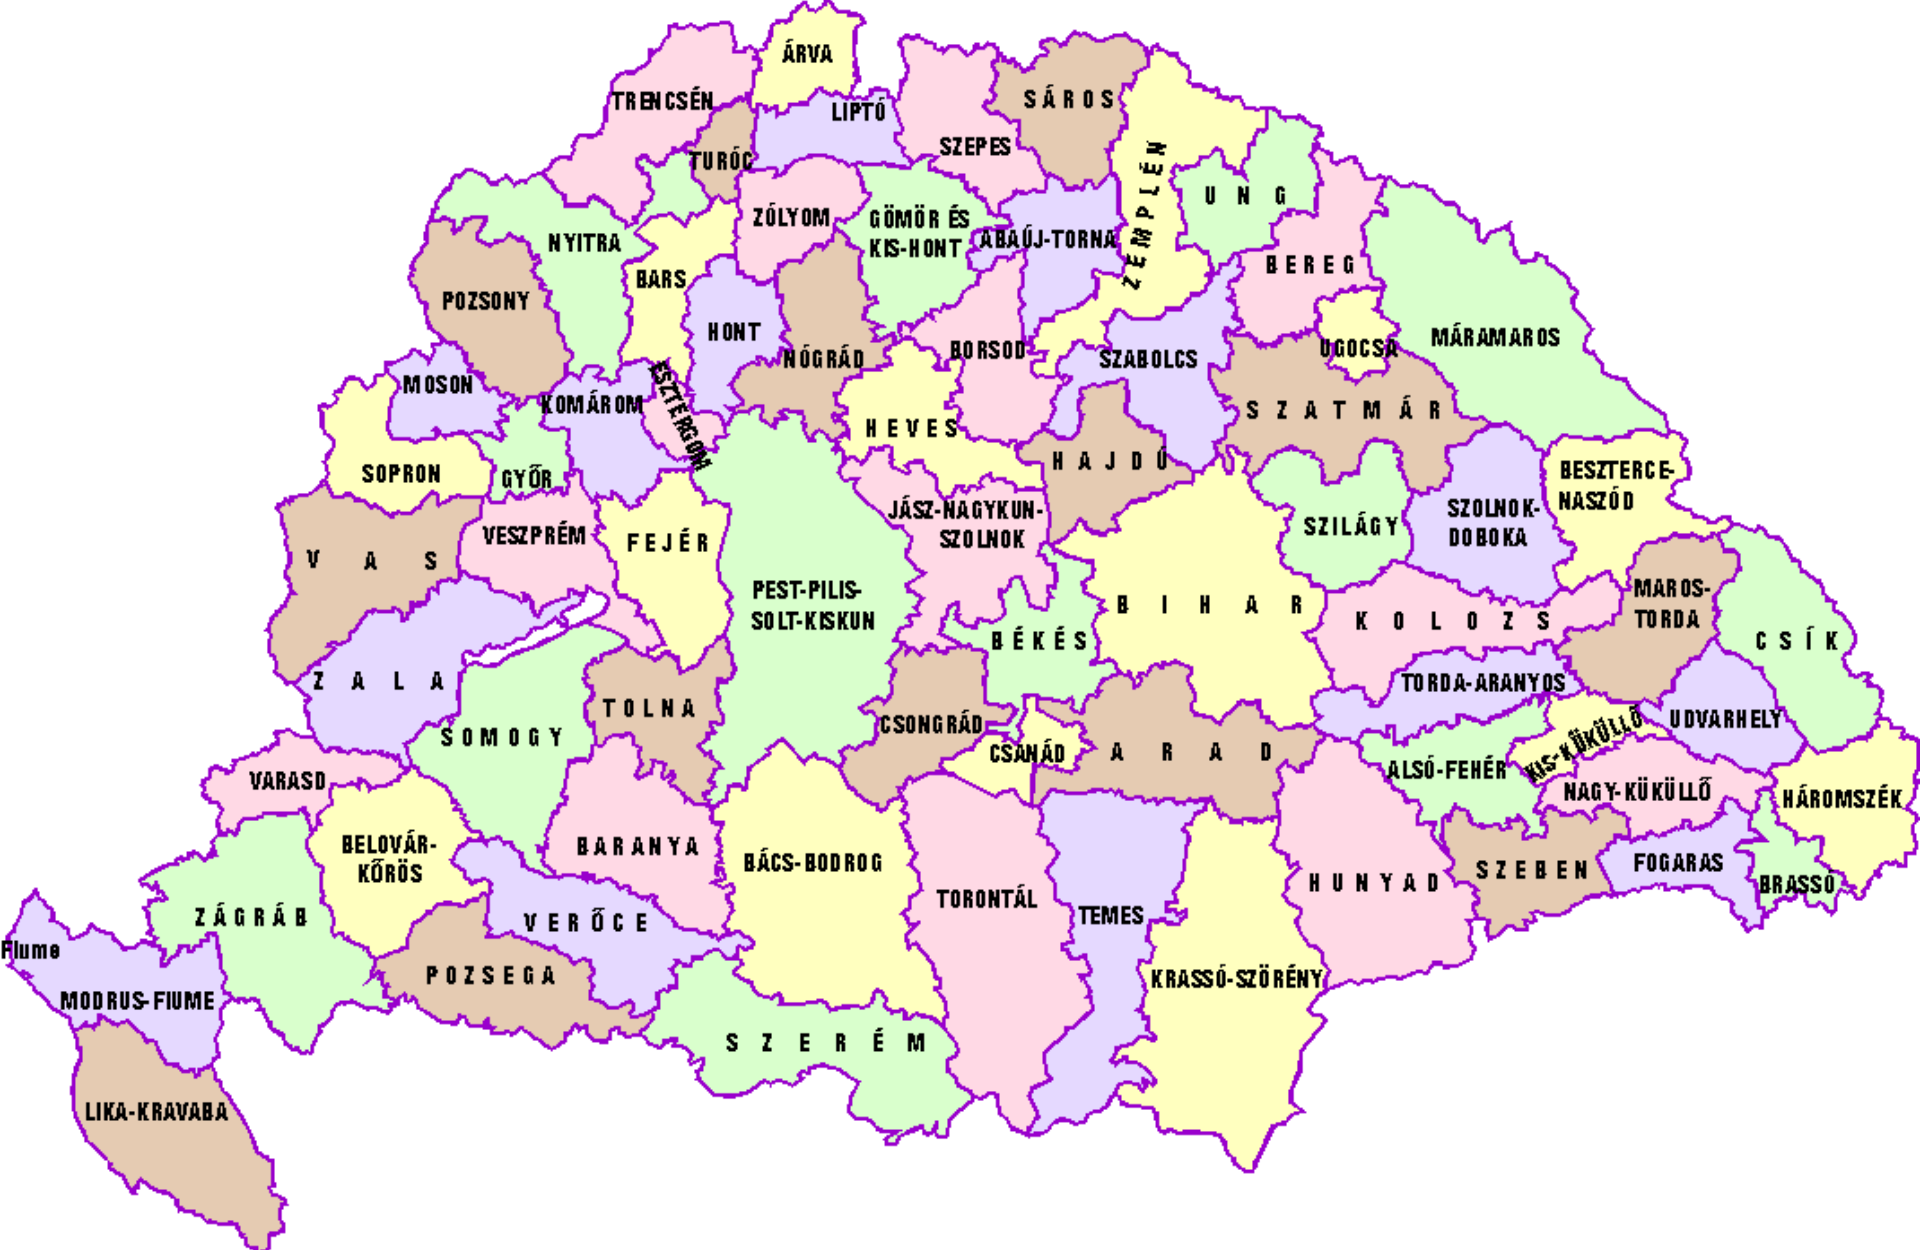 ÁRVA
TRENCSÉN
LIPTÓ
SÁROS
SZEPES
TURÓC
ZEMPLÉN
UNG
ZÓLYOM
GÖMÖR ÉS
KIS-HONT
ABAÚJ-TORNA
NYITRA
BEREG
BARS
POZSONY
HONT
MÁRAMAROS
NÓGRÁD
BORSOD
UGOCSA
SZABOLCS
MOSON
KOMÁROM
ESZTERGOM
SZATMÁR
HEVES
HAJDÚ
SOPRON
GYŐR
BESZTERCE-
NASZÓD
JÁSZ-NAGYKUN-
SZOLNOK
SZOLNOK-
DOBOKA
SZILÁGY
VESZPRÉM
FEJÉR
VAS
PEST-PILIS-
SOLT-KISKUN
BIHAR
MAROS-
TORDA
KOLOZS
BÉKÉS
CSÍK
ZALA
TORDA-ARANYOS
TOLNA
CSONGRÁD
UDVARHELY
SOMOGY
CSANÁD
ARAD
KIS-KÜKÜLLŐ
ALSÓ-FEHÉR
VARASD
NAGY-KÜKÜLLŐ
HÁROMSZÉK
BELOVÁR-
KŐRÖS
BARANYA
BÁCS-BODROG
SZEBEN
FOGARAS
HUNYAD
BRASSÓ
TORONTÁL
ZÁGRÁB
VERŐCE
TEMES
Fiume
POZSEGA
KRASSÓ-SZÖRÉNY
MODRUS-FIUME
SZERÉM
LIKA-KRAVABA